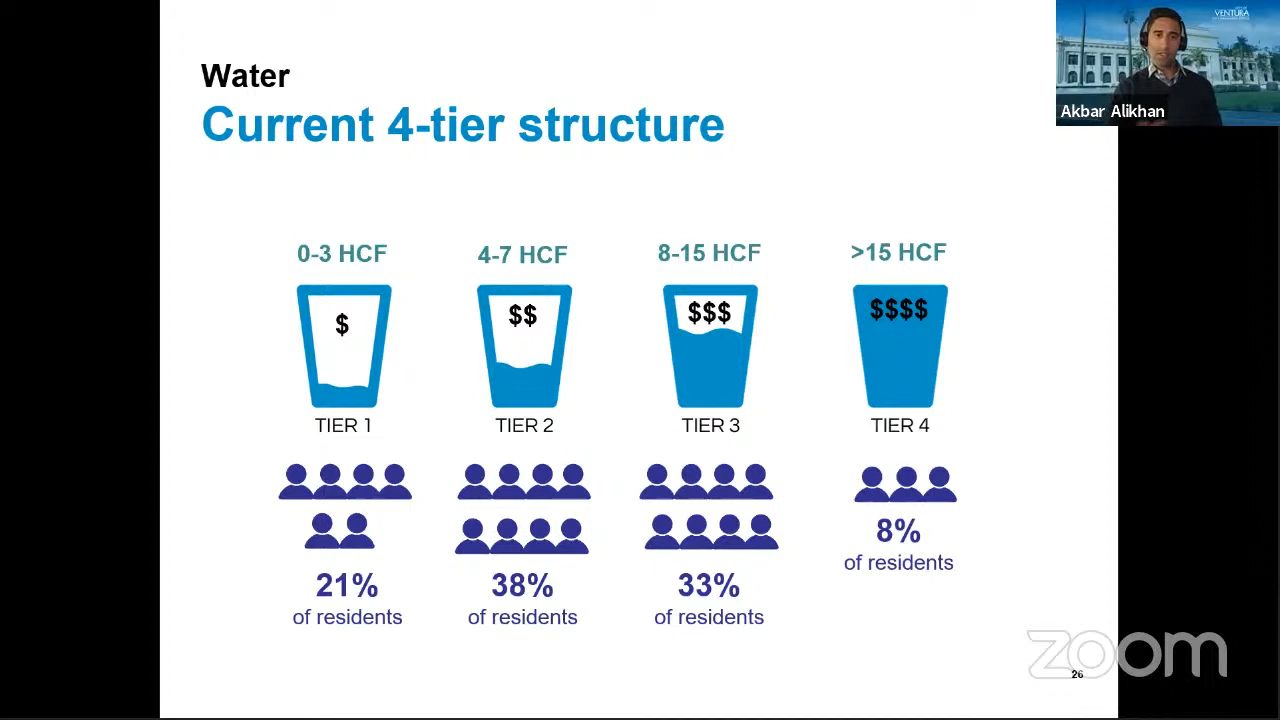 Water
Current 4-tier structure
0-3 HCF
4-7 HCF
8-15 HCF
>15 HCF
$
$$
$$$
$$$$
TIER 1
TIER 2
TIER 3
TIER 4
21%
of residents
38%
of residents
33%
of residents
8%
of residents
26
zoom
VENTURA
Akbar Alikhan